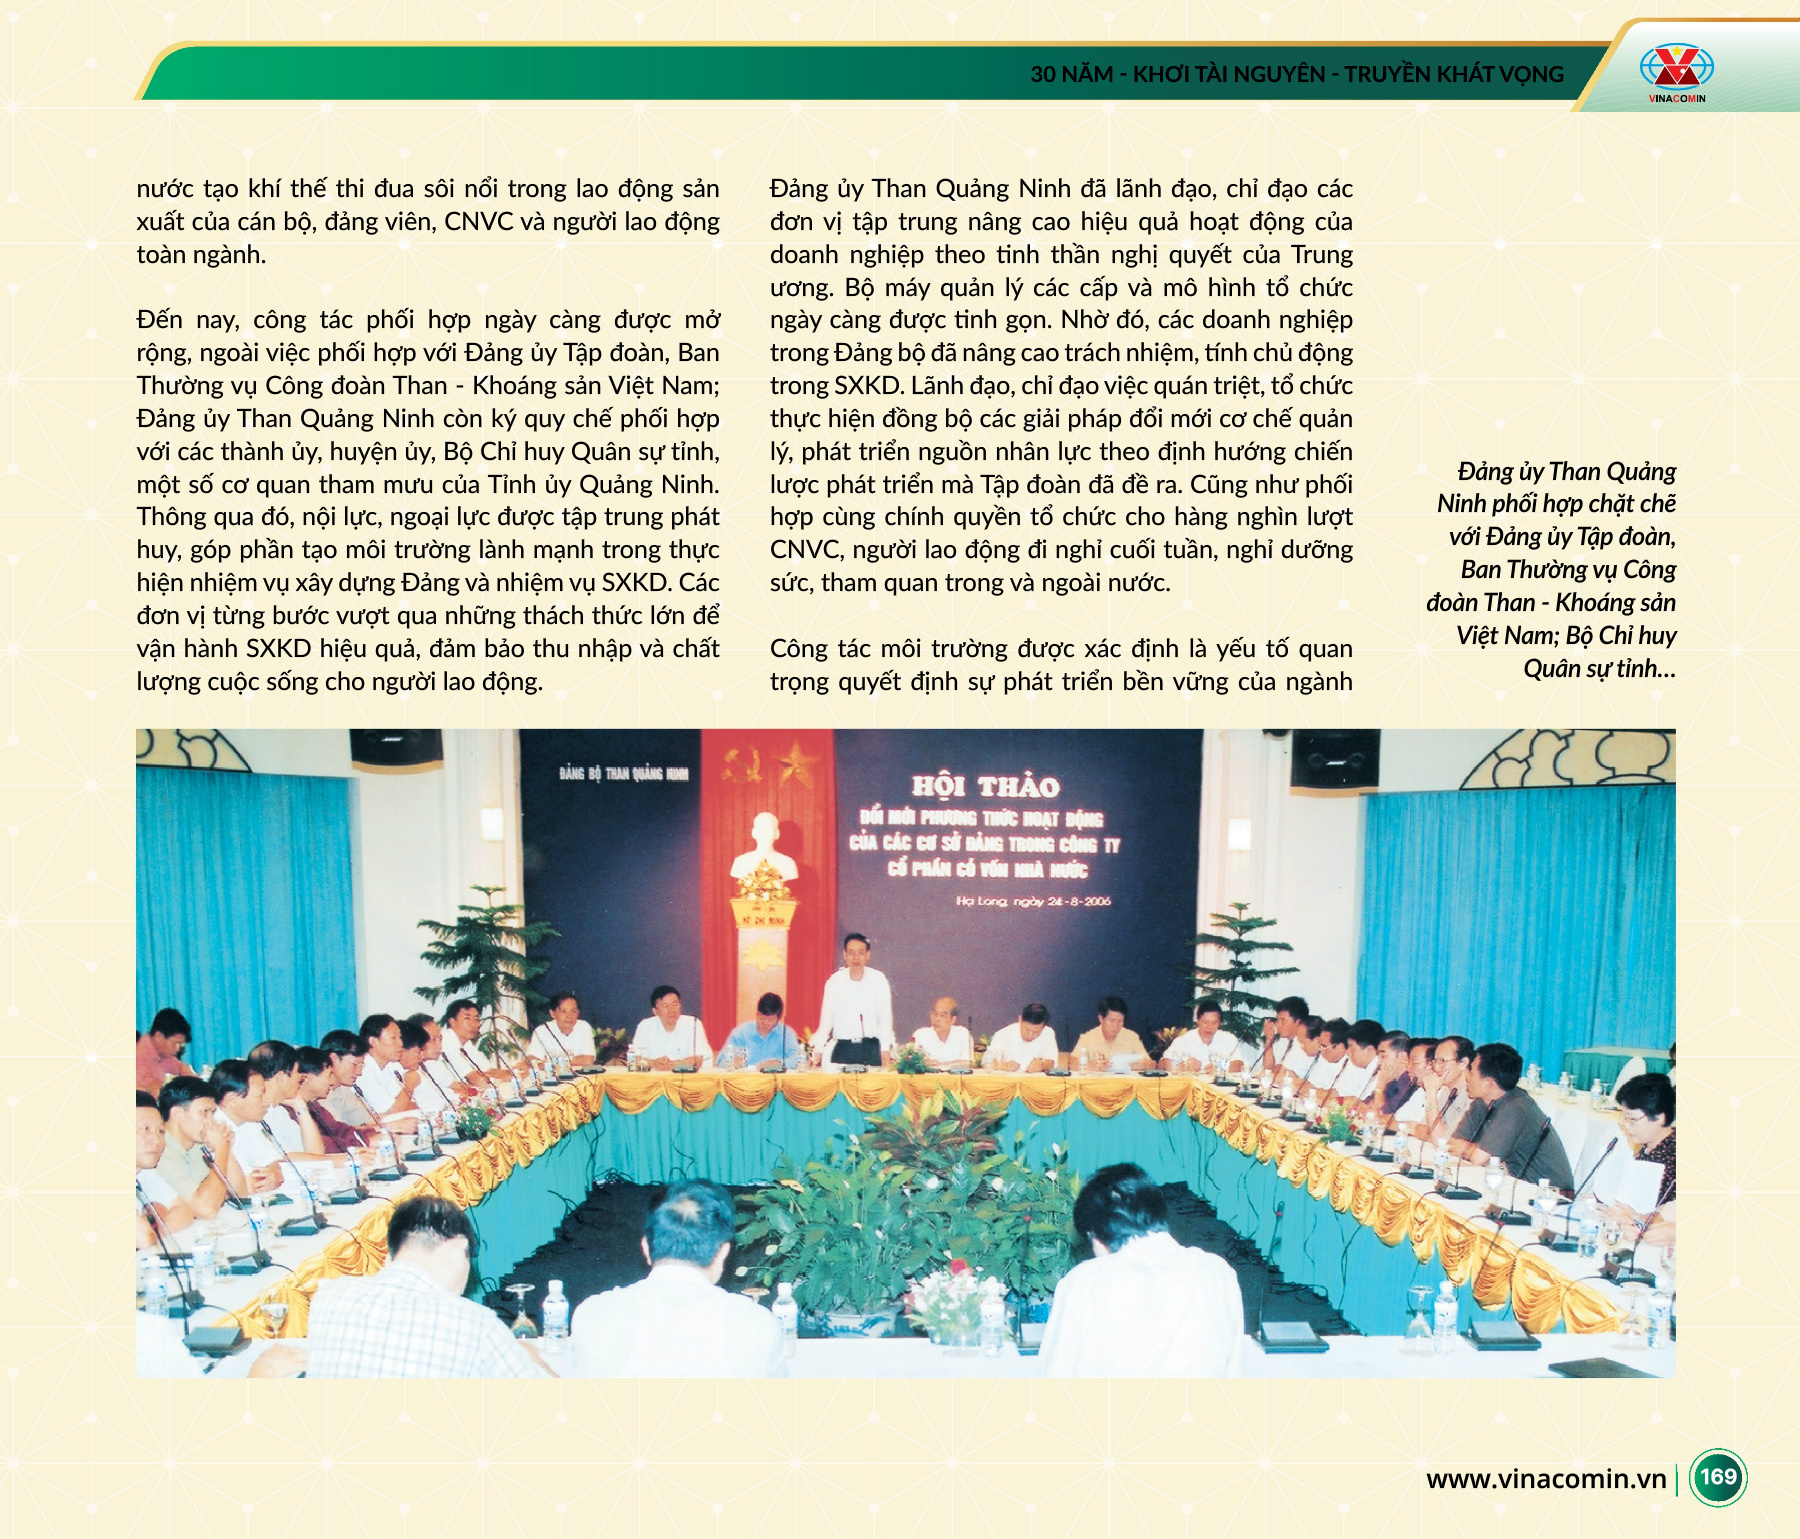 30 NĂM - KHƠI TÀI NGUYÊN - TRUYỀN KHÁT VỌNG
VINACOMIN
nước tạo khí thế thi đua sôi nổi trong lao động sản
xuất của cán bộ, đảng viên, CNVC và người lao động
toàn ngành.
Đến nay, công tác phối hợp ngày càng được mở
rộng, ngoài việc phối hợp với Đảng ủy Tập đoàn, Ban
Thường vụ Công đoàn Than - Khoáng sản Việt Nam;
Đảng ủy Than Quảng Ninh còn ký quy chế phối hợp
với các thành ủy, huyện ủy, Bộ Chỉ huy Quân sự tỉnh,
một số cơ quan tham mưu của Tỉnh ủy Quảng Ninh.
Thông qua đó, nội lực, ngoại lực được tập trung phát
huy, góp phần tạo môi trường lành mạnh trong thực
hiện nhiệm vụ xây dựng Đảng và nhiệm vụ SXKD. Các
đơn vị từng bước vượt qua những thách thức lớn để
vận hành SXKD hiệu quả, đảm bảo thu nhập và chất
lượng cuộc sống cho người lao động.
Đảng ủy Than Quảng Ninh đã lãnh đạo, chỉ đạo các
đơn vị tập trung nâng cao hiệu quả hoạt động của
doanh nghiệp theo tinh thần nghị quyết của Trung
ương. Bộ máy quản lý các cấp và mô hình tổ chức
ngày càng được tinh gọn. Nhờ đó, các doanh nghiệp
trong Đảng bộ đã nâng cao trách nhiệm, tính chủ động
trong SXKD. Lãnh đạo, chỉ đạo việc quán triệt, tổ chức
thực hiện đồng bộ các giải pháp đổi mới cơ chế quản
lý, phát triển nguồn nhân lực theo định hướng chiến
lược phát triển mà Tập đoàn đã đề ra. Cũng như phối
hợp cùng chính quyền tổ chức cho hàng nghìn lượt
CNVC, người lao động đi nghỉ cuối tuần, nghỉ dưỡng
sức, tham quan trong và ngoài nước.
Công tác môi trường được xác định là yếu tố quan
trọng quyết định sự phát triển bền vững của ngành
Đảng ủy Than Quảng
Ninh phối hợp chặt chẽ
với Đảng ủy Tập đoàn,
Ban Thường vụ Công
đoàn Than - Khoáng sản
Việt Nam; Bộ Chỉ huy
Quân sự tỉnh...
ĐẢNG BỘ THAN QUẢNG NINH
HỘI THẢO
ĐỔI MỚI PHƯƠNG THỨC HOẠT ĐỘNG
CỦA CÁC CƠ SỞ ĐẢNG TRONG CÔNG TY
CỔ PHẦN CÓ VỐN NHÀ NƯỚC
Hạ Long, ngày 24-8-2006
HỒ CHÍ MINH
www.vinacomin.vn
169